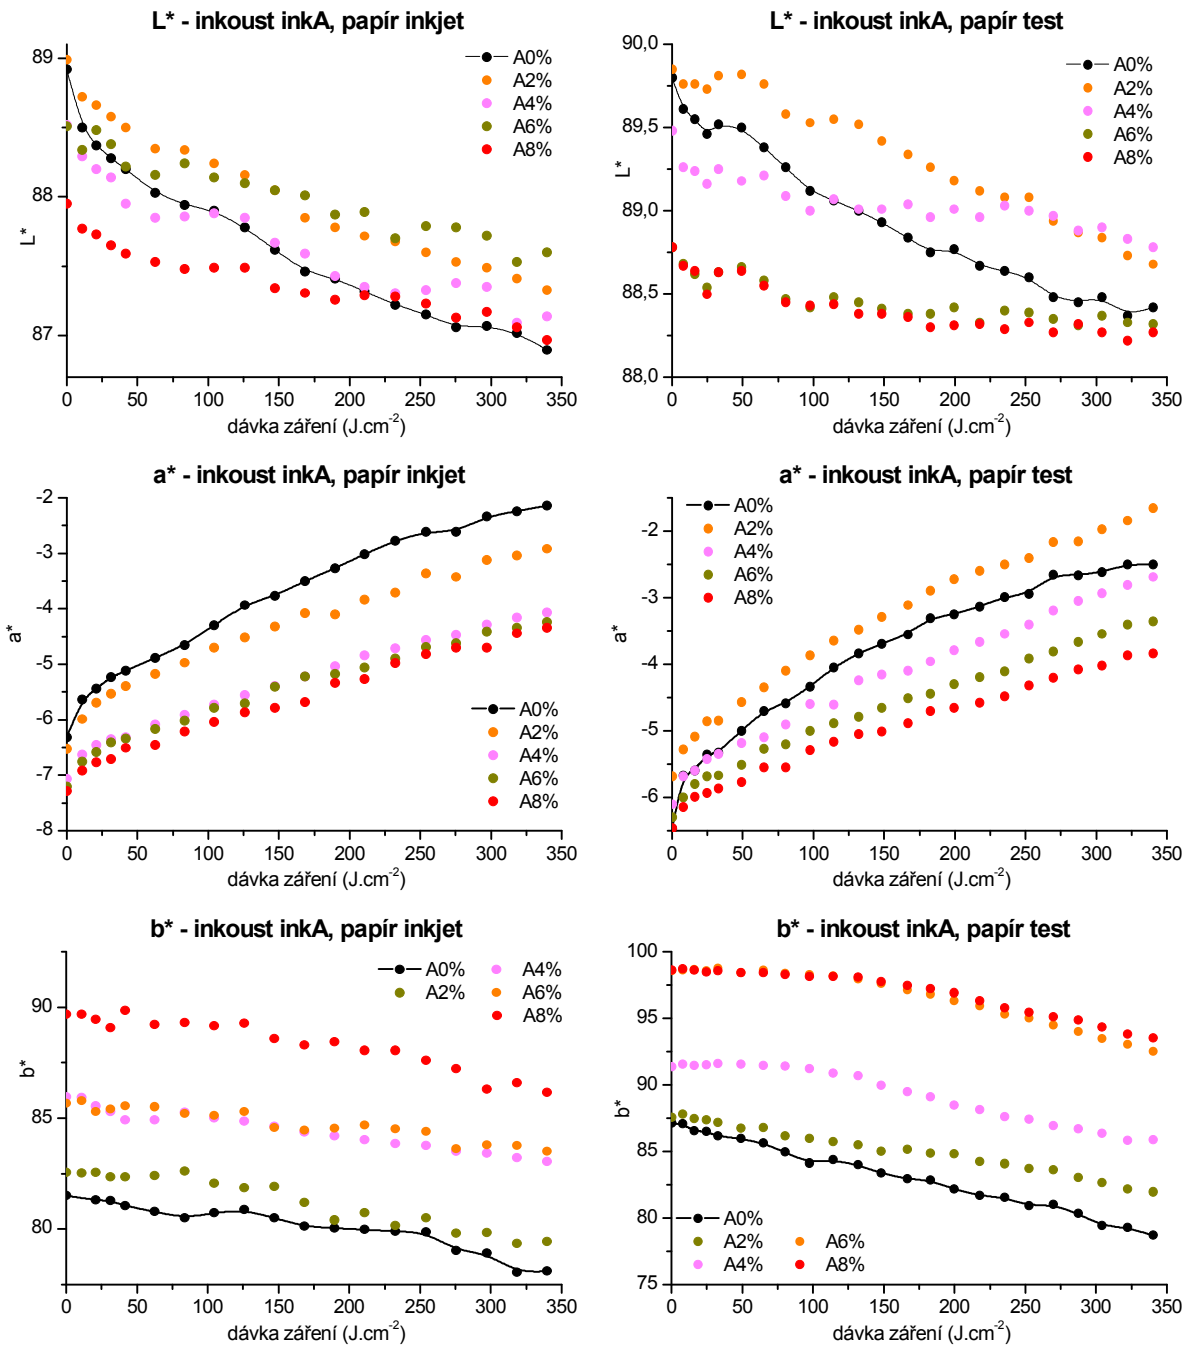 L* - inkoust inkA, papír inkjet
89
88
87
L*
A0%
A2%
A4%
A6%
A8%
0 50 100 150 200 250 300 350
dávka záření (J.cm-2)
L* - inkoust inkA, papír test
90,0
89,5
89,0
88,5
88,0
L*
A0%
A2%
A4%
A6%
A8%
0 50 100 150 200 250 300 350
dávka záření (J.cm-2)
a* - inkoust inkA, papír inkjet
-2
-3
-4
-5
-6
-7
-8
a*
A0%
A2%
A4%
A6%
A8%
0 50 100 150 200 250 300 350
dávka záření (J.cm-2)
a* - inkoust inkA, papír test
-2
-3
-4
-5
-6
a*
A0%
A2%
A4%
A6%
A8%
0 50 100 150 200 250 300 350
dávka záření (J.cm-2)
b* - inkoust inkA, papír inkjet
90
85
80
b*
A0% A4%
A2% A6%
A8%
0 50 100 150 200 250 300 350
dávka záření (J.cm-2)
b* - inkoust inkA, papír test
100
95
90
85
80
75
b*
A0%
A2% A6%
A4% A8%
0 50 100 150 200 250 300 350
dávka záření (J.cm-2)